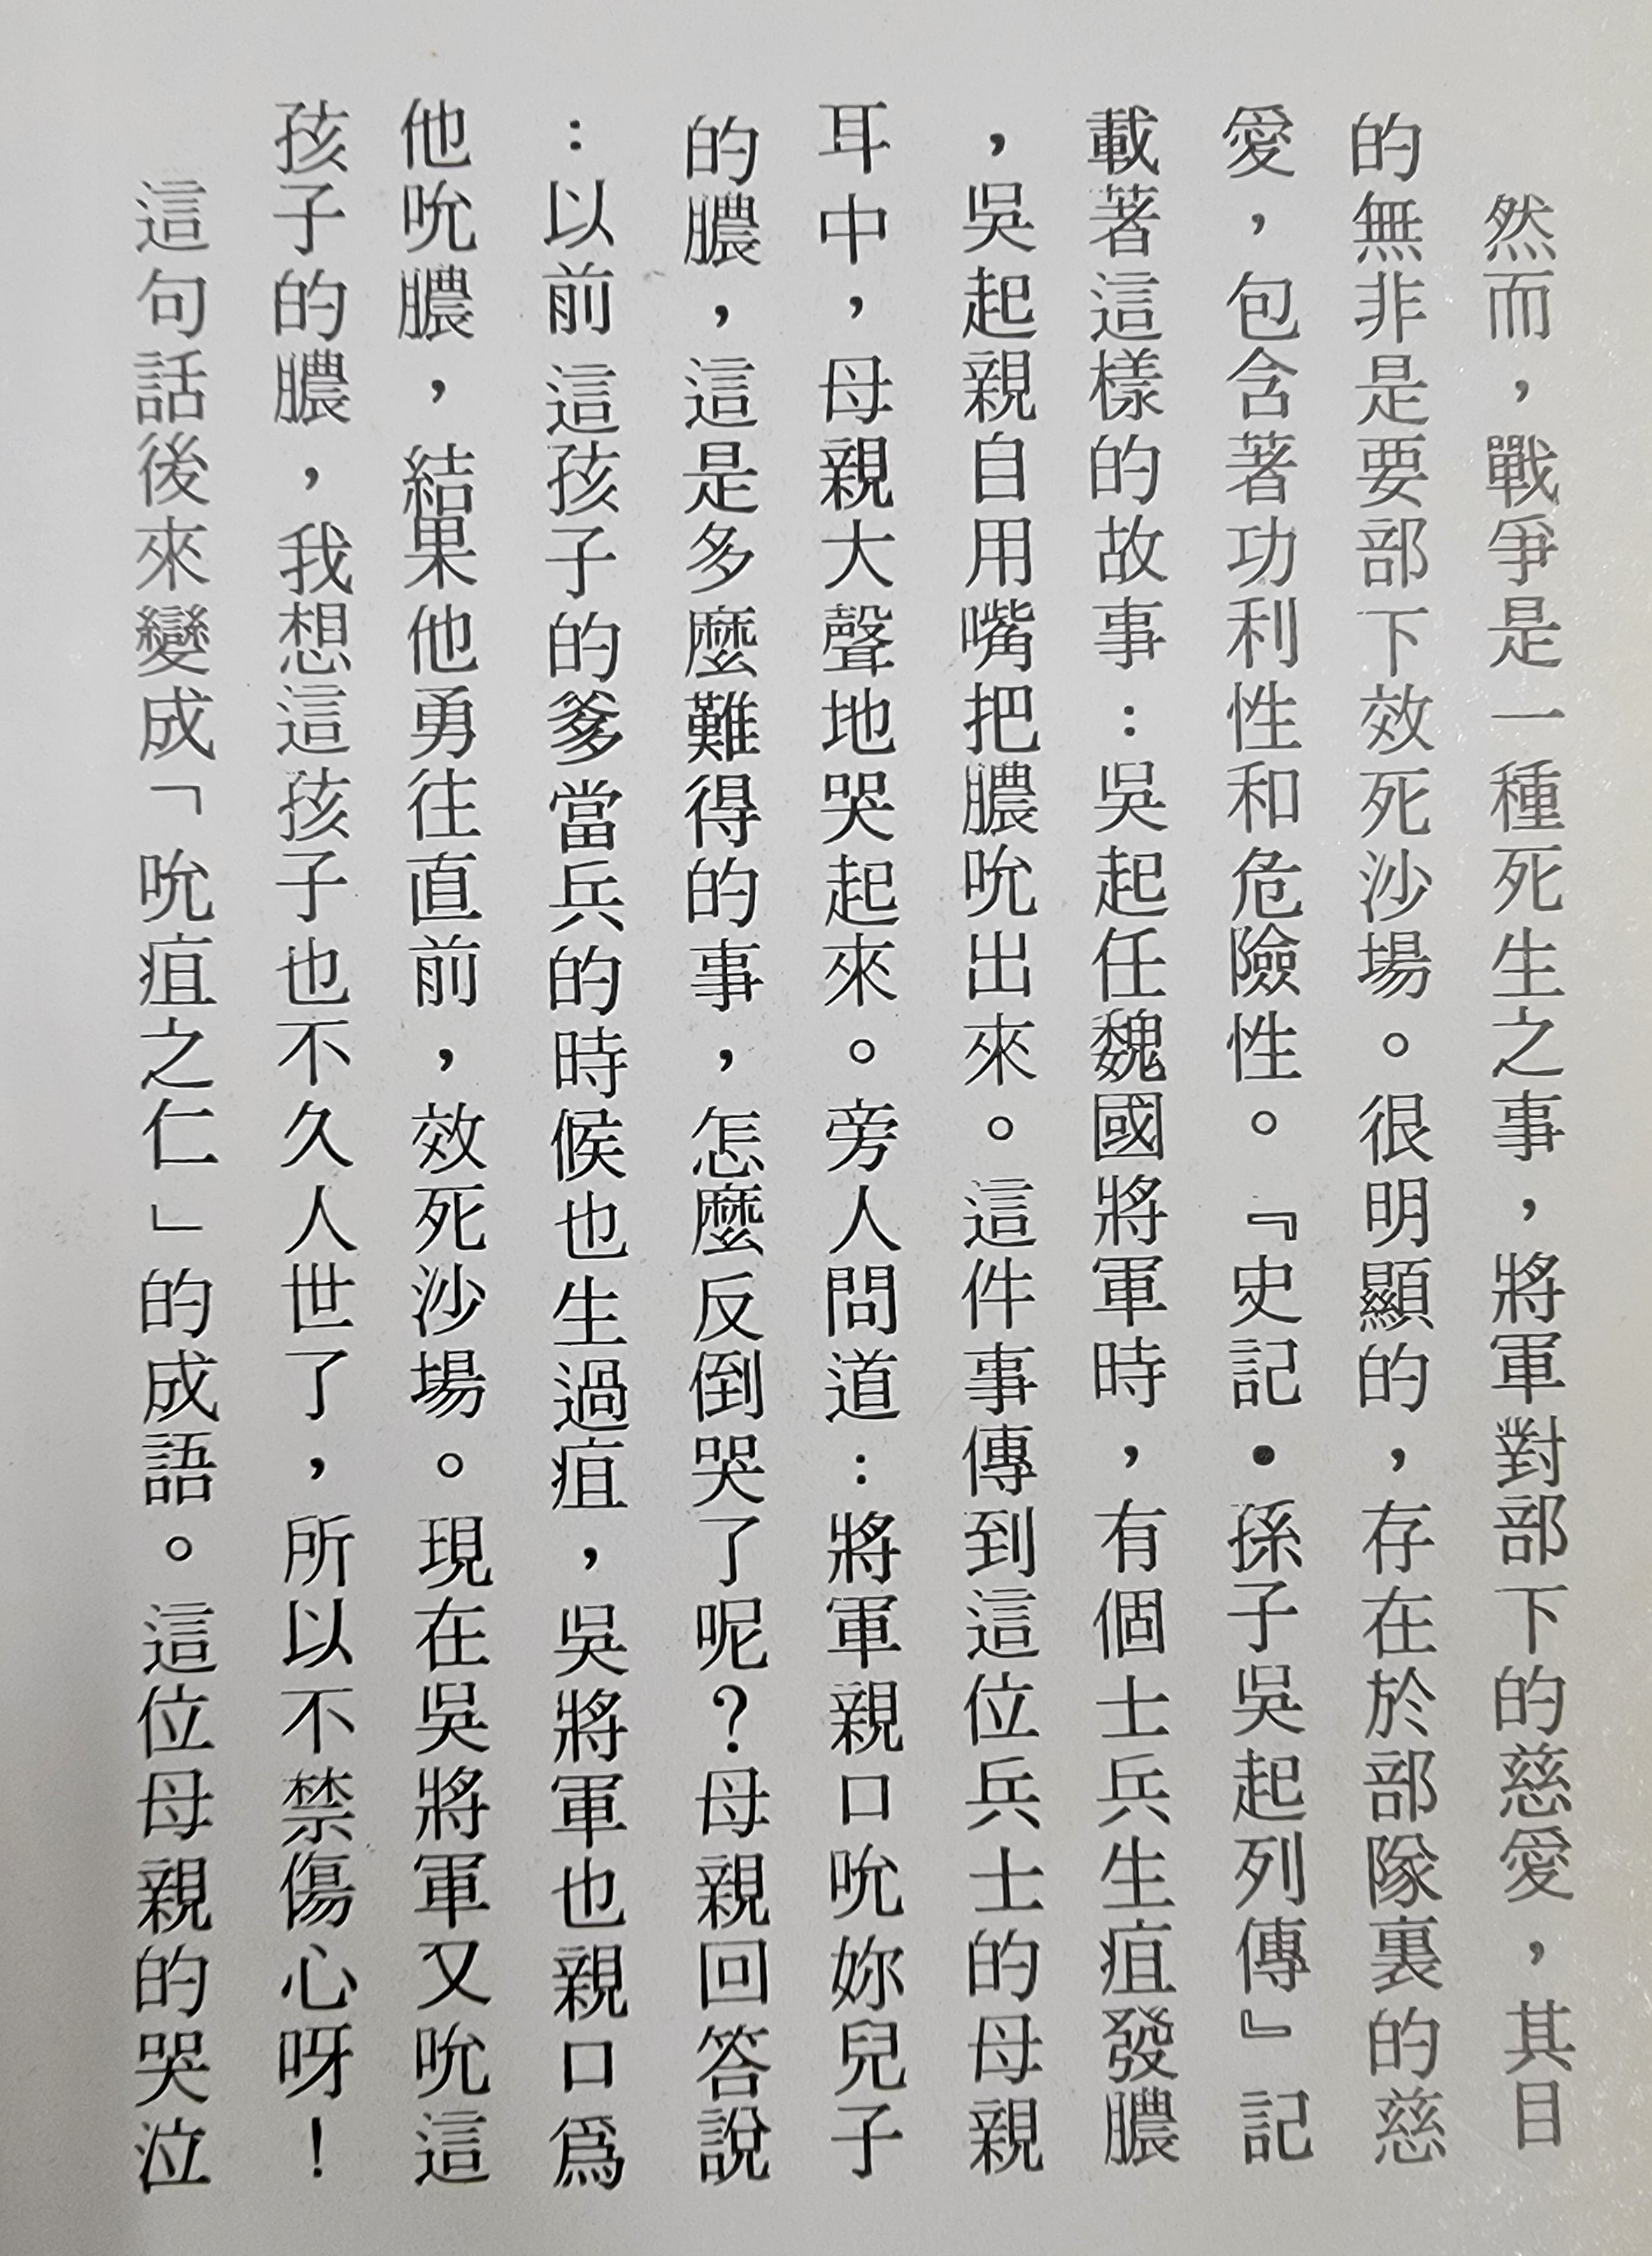 然而，戰爭是一種死生之事，將軍對部下的慈愛，其目
的無非是要部下效死沙場。很明顯的，存在於部隊裏的慈
愛，包含著功利性和危險性。『史記•孫子吳起列傳』記
載著這樣的故事：吳起任魏國將軍時，有個士兵生疽發膿
，吳起親自用嘴把膿吮出來。這件事傳到這位兵士的母親
耳中，母親大聲地哭起來。旁人問道：將軍親口吮妳兒子
的膿，這是多麼難得的事，怎麼反倒哭了呢？母親回答說
：以前這孩子的爹當兵的時候也生過疽，吳將軍也親口爲
他吮膿，結果他勇往直前，效死沙場。現在吳將軍又吮這
孩子的膿，我想這孩子也不久人世了，所以不禁傷心呀！
這句話後來變成「吮疽之仁」的成語。這位母親的哭泣